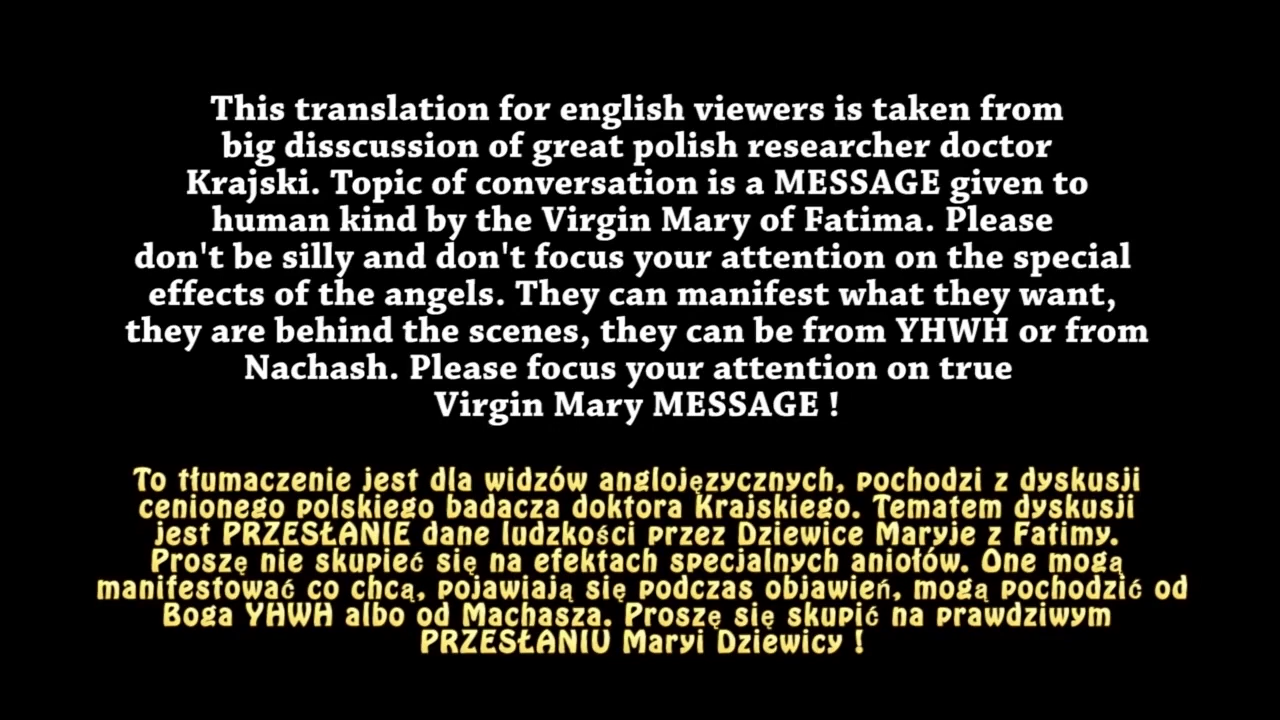 This translation for english viewers is taken from
big disscussion of great polish researcher doctor
Krajski. Topic of conversation is a MESSAGE given to
human kind by the Virgin Mary of Fatima. Please
don't be silly and don't focus your attention on the special
effects of the angels. They can manifest what they want,
they are behind the scenes, they can be from YHWH or from
Nachash. Please focus your attention on true
Virgin Mary MESSAGE !
To tłumaczenie jest dla widzów anglojęzycznych, pochodzi z dyskusji
cenionego polskiego badacza doktora Krajskiego. Tematem dyskusji
jest PRZESŁANIE dane ludzkości przez Dziewice Maryje z Fatimy.
Proszę nie skupieć się na efektach specjalnych aniołów. One mogą
manifestować co chcą, pojawiają się podczas objawień, mogą pochodzić od
Boga YHWH albo od Machasza. Proszę się skupić na prawdziwym
PRZESŁANIU Maryi Dziewicy !